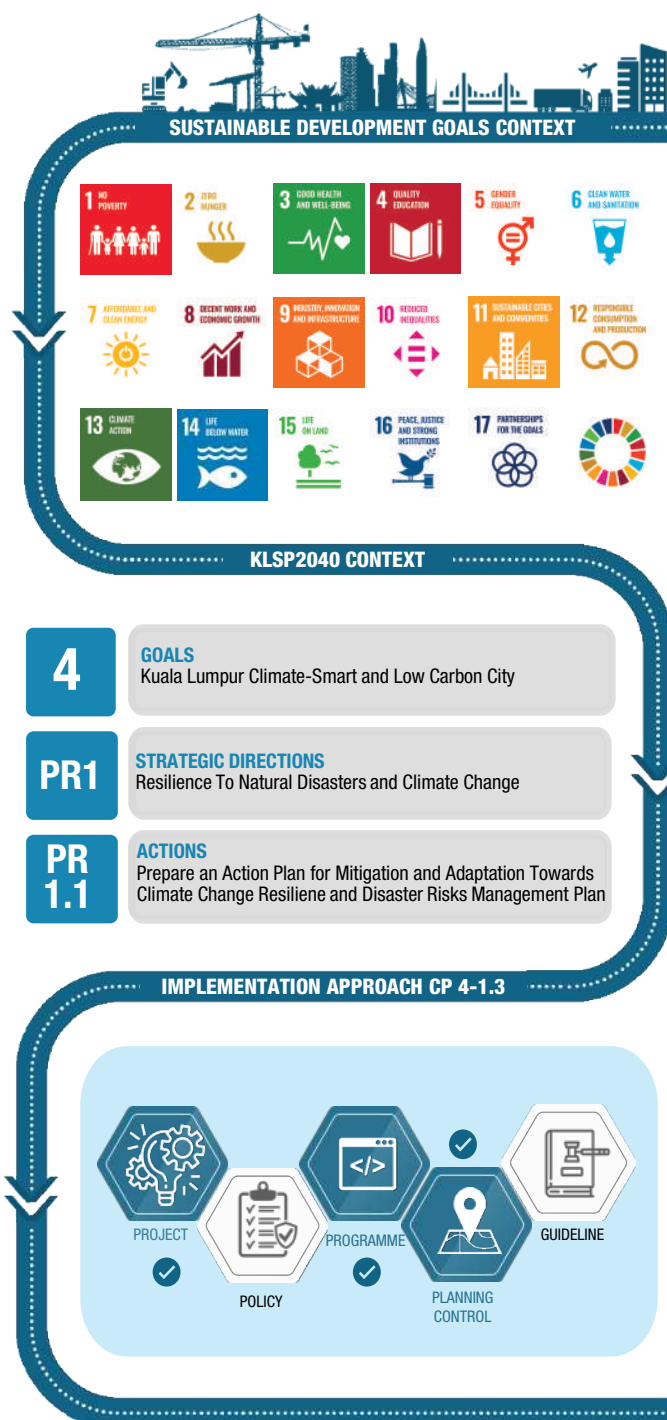 SUSTAINABLE DEVELOPMENT GOALS CONTEXT
1 NO
POVERTY
2 ZERO
HUNGER
3 GOOD HEALTH
AND WELL-BEING
4 QUALITY
EDUCATION
5 GENDER
EQUALITY
6 CLEAN WATER
AND SANITATION
7 AFFORDABLE AND
CLEAN ENERGY
8 DECENT WORK AND
ECONOMIC GROWTH
9 INDUSTRY, INNOVATION
AND INFRASTRUCTURE
10 REDUCED
INEQUALITIES
11 SUSTAINABLE CITIES
AND COMMUNITIES
12 RESPONSIBLE
CONSUMPTION
AND PRODUCTION
13 CLIMATE
ACTION
14 LIFE
BELOW WATER
15 LIFE
ON LAND
16 PEACE, JUSTICE
AND STRONG
INSTITUTIONS
17 PARTNERSHIPS
FOR THE GOALS
KLSP2040 CONTEXT
4
GOALS
Kuala Lumpur Climate-Smart and Low Carbon City
PR1
STRATEGIC DIRECTIONS
Resilience To Natural Disasters and Climate Change
PR
1.1
ACTIONS
Prepare an Action Plan for Mitigation and Adaptation Towards
Climate Change Resiliene and Disaster Risks Management Plan
IMPLEMENTATION APPROACH CP 4-1.3
</>
PROJECT
PROGRAMME
GUIDELINE
POLICY
PLANNING
CONTROL